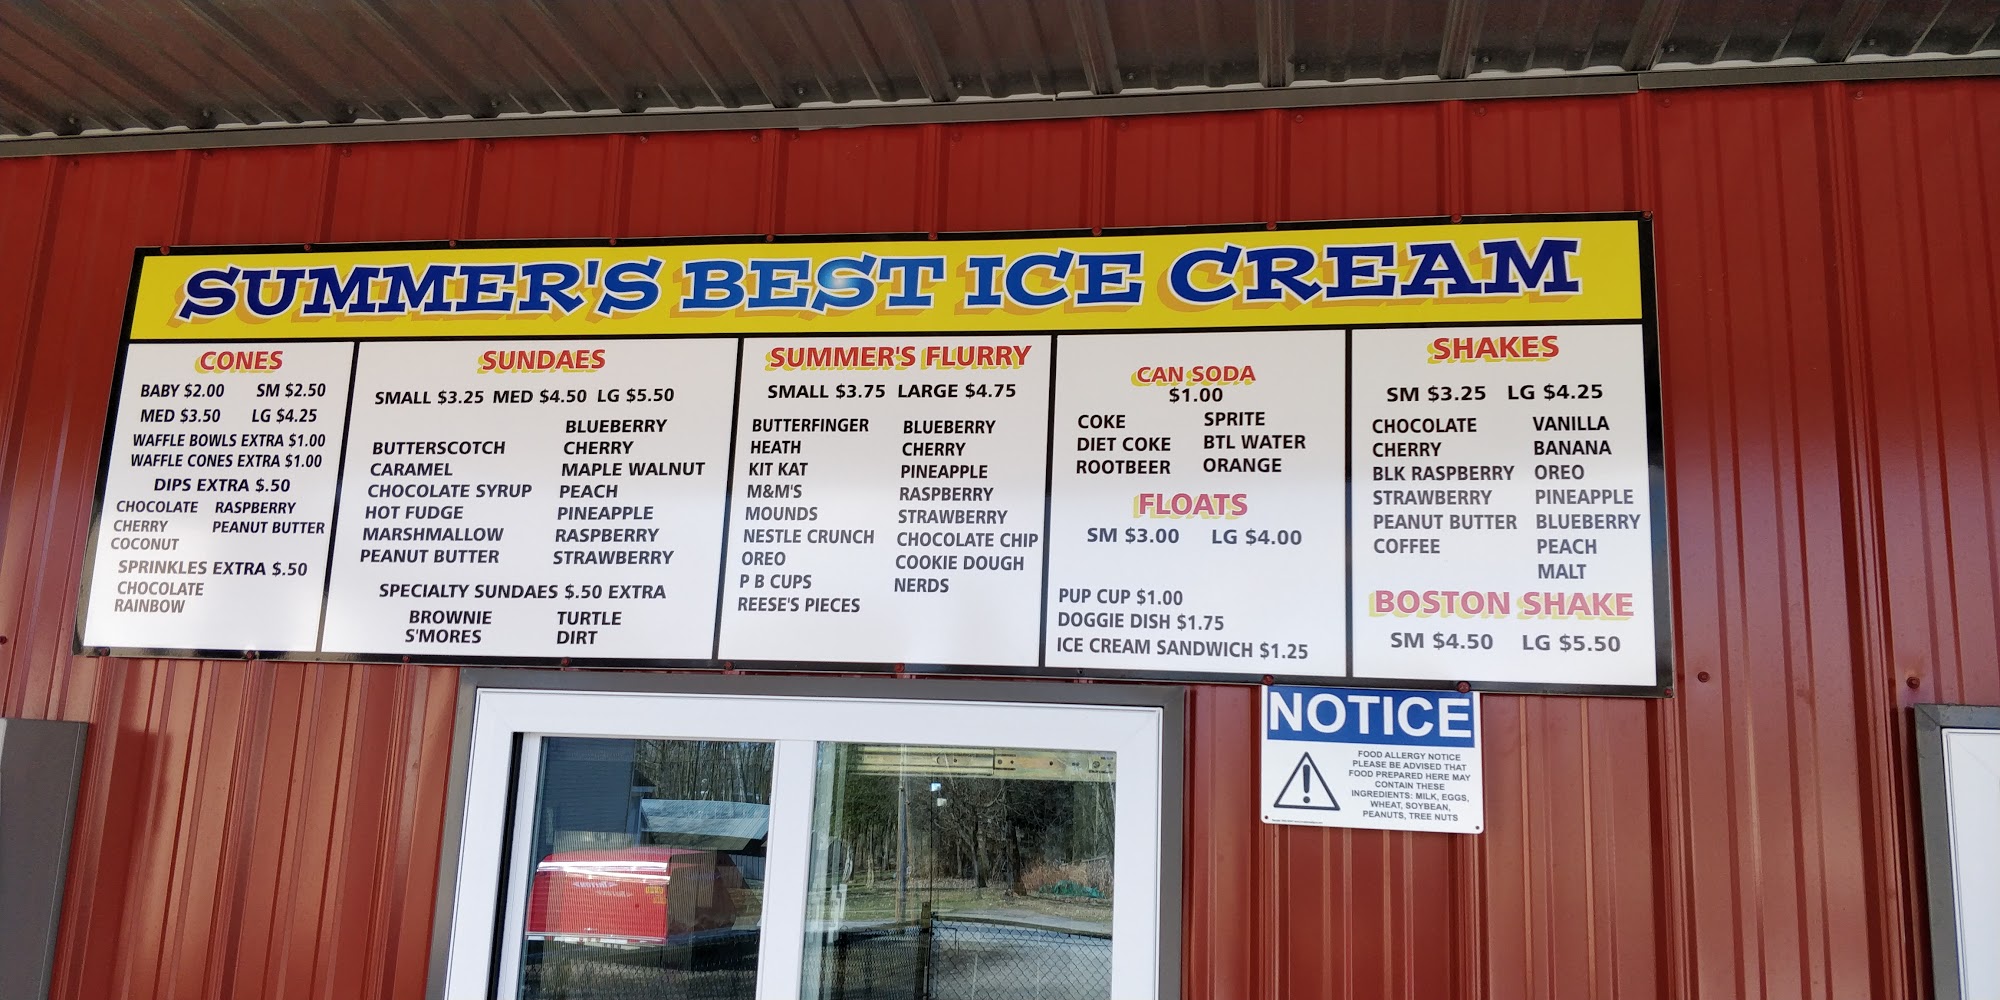 SUMMER'S BEST ICE CREAM
CONES
BABY $2.00 SM $2.50
MED $3.50 LG $4.25
WAFFLE BOWLS EXTRA $1.00
WAFFLE CONES EXTRA $1.00
DIPS EXTRA $.50
CHOCOLATE RASPBERRY
CHERRY PEANUT BUTTER
COCONUT
SPRINKLES EXTRA $.50
CHOCOLATE
RAINBOW
SUNDAES
SMALL $3.25 MED $4.50 LG $5.50
BLUEBERRY
BUTTERSCOTCH CHERRY
CARAMEL MAPLE WALNUT
CHOCOLATE SYRUP PEACH
HOT FUDGE PINEAPPLE
MARSHMALLOW RASPBERRY
PEANUT BUTTER STRAWBERRY
SPECIALTY SUNDAES $.50 EXTRA
BROWNIE TURTLE
S'MORES DIRT
SUMMER'S FLURRY
SMALL $3.75 LARGE $4.75
BUTTERFINGER BLUEBERRY
HEATH CHERRY
KIT KAT PINEAPPLE
M&M'S RASPBERRY
MOUNDS STRAWBERRY
NESTLE CRUNCH CHOCOLATE CHIP
OREO COOKIE DOUGH
P B CUPS NERDS
REESE'S PIECES
CAN SODA
$1.00
COKE SPRITE
DIET COKE BTL WATER
ROOTBEER ORANGE
FLOATS
SM $3.00 LG $4.00
PUP CUP $1.00
DOGGIE DISH $1.75
ICE CREAM SANDWICH $1.25
SHAKES
SM $3.25 LG $4.25
CHOCOLATE VANILLA
CHERRY BANANA
BLK RASPBERRY OREO
STRAWBERRY PINEAPPLE
PEANUT BUTTER BLUEBERRY
COFFEE PEACH
MALT
BOSTON SHAKE
SM $4.50 LG $5.50
NOTICE
FOOD ALLERGY NOTICE
PLEASE BE ADVISED THAT
FOOD PREPARED HERE MAY
CONTAIN THESE
INGREDIENTS: MILK, EGGS,
WHEAT, SOYBEAN,
PEANUTS, TREE NUTS